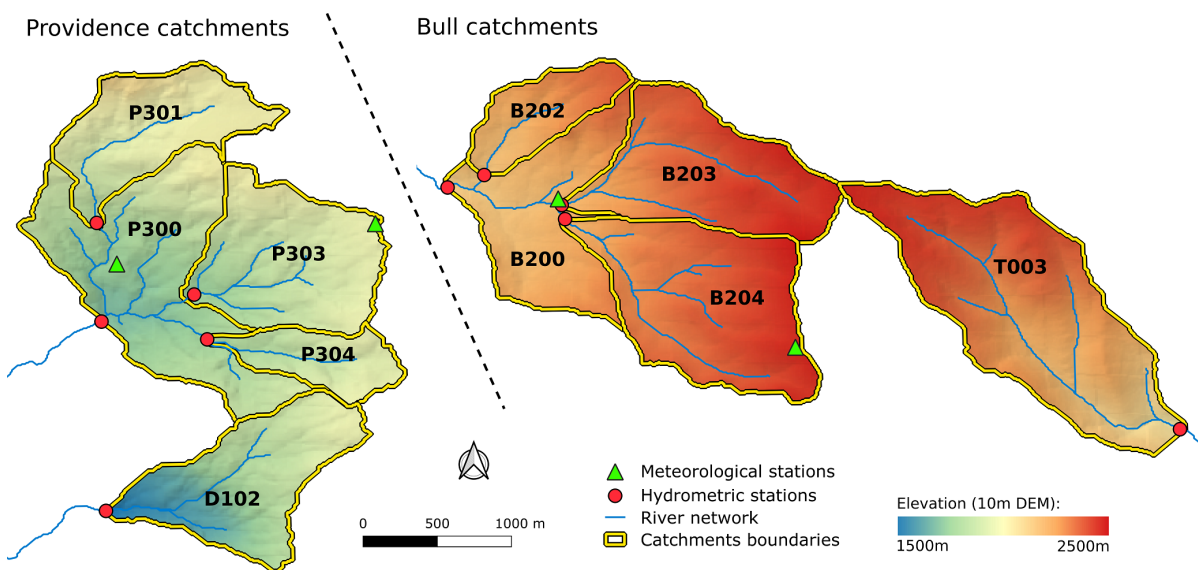 Providence catchments
Bull catchments
P301
B202
B203
P300
P303
B200
T003
B204
P304
D102
Meteorological stations
Hydrometric stations
River network
Catchments boundaries
0 500 1000 m
Elevation (10m DEM):
1500m 2500m